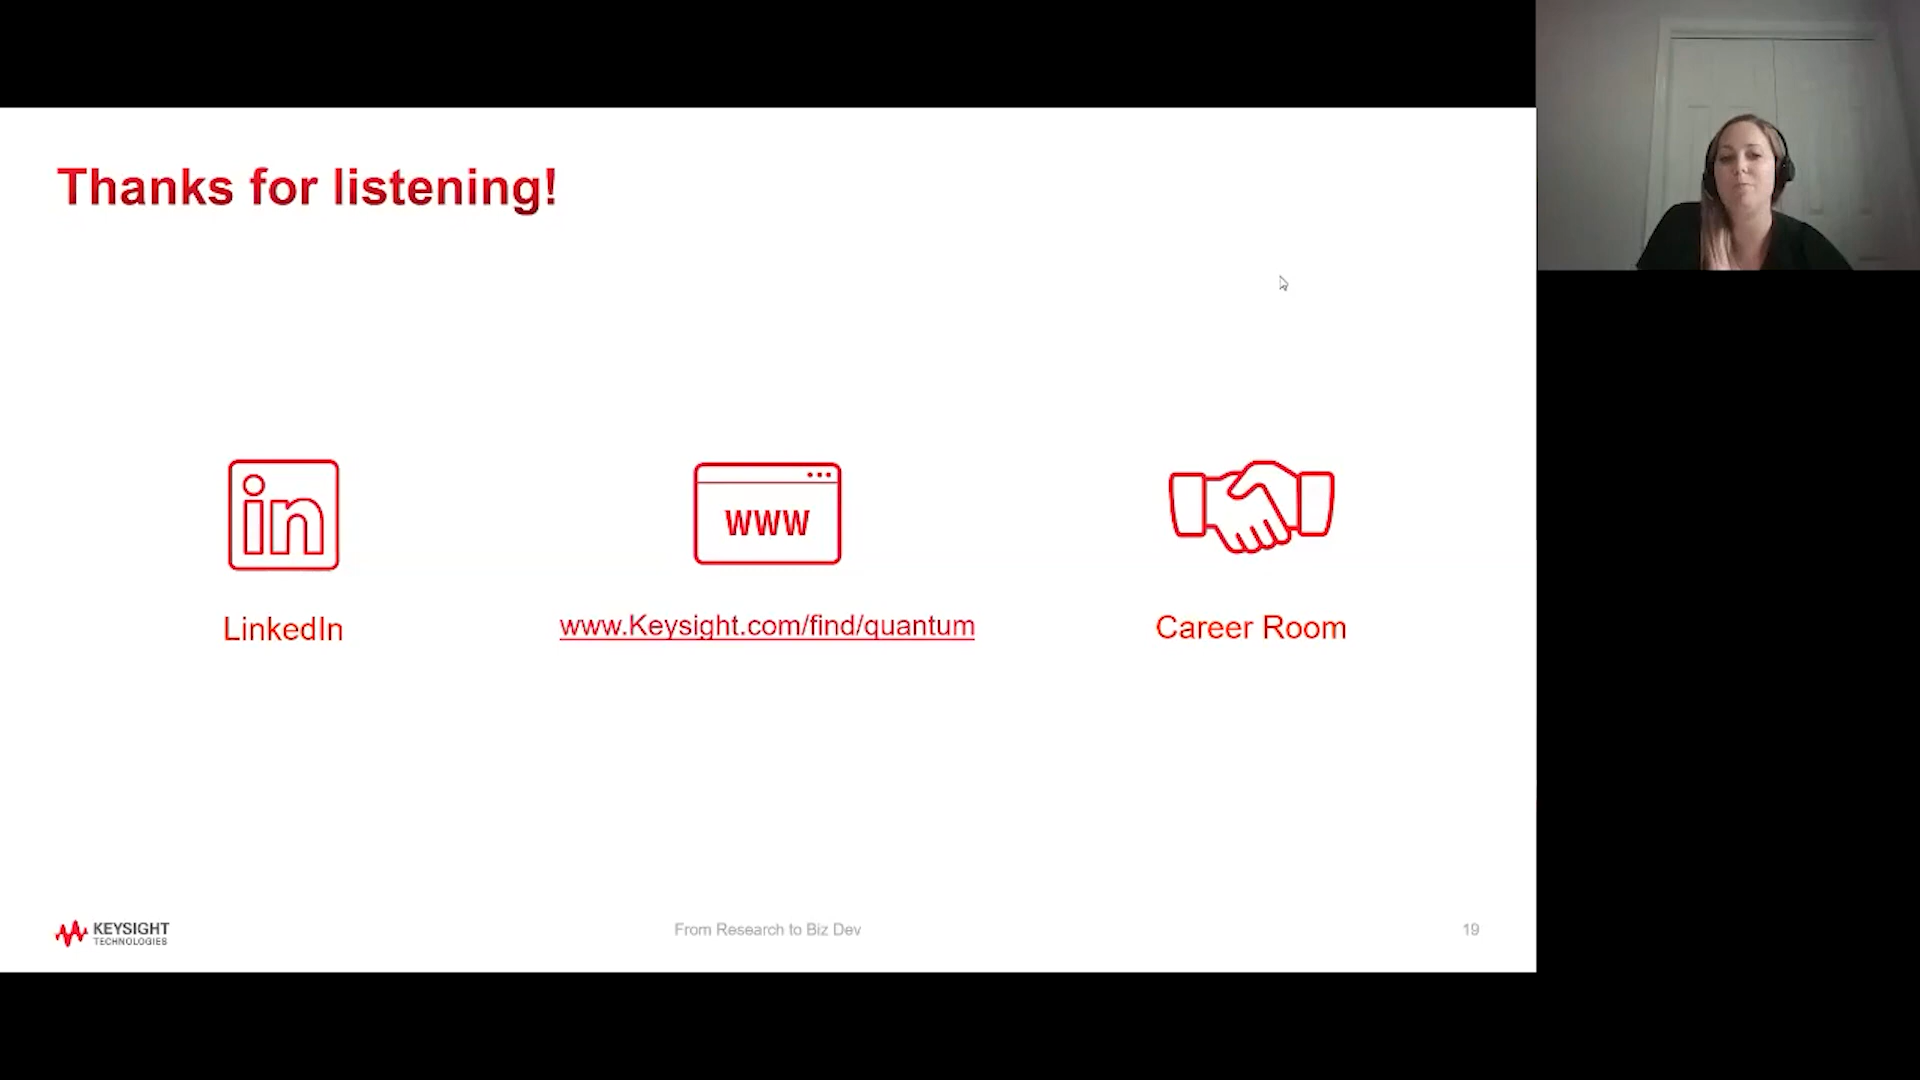 Thanks for listening!
in
www
LinkedIn
www.Keysight.com/find/quantum
Career Room
KEYSIGHT
TECHNOLOGIES
From Research to Biz Dev
19